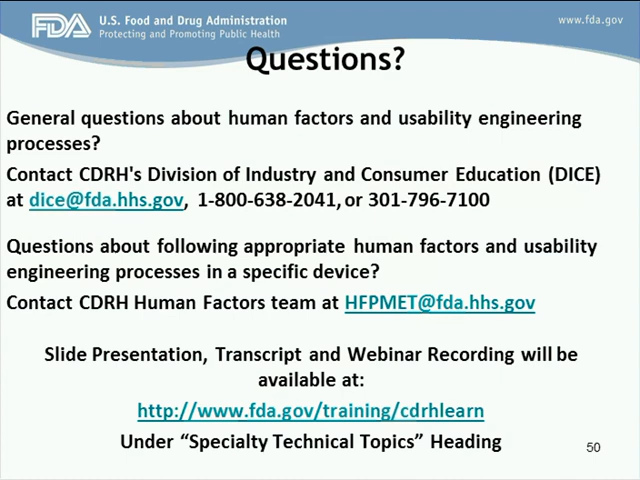 FDA U.S. Food and Drug Administration
Protecting and Promoting Public Health
www.fda.gov
Questions?
General questions about human factors and usability engineering
processes?
Contact CDRH's Division of Industry and Consumer Education (DICE)
at dice@fda.hhs.gov, 1-800-638-2041, or 301-796-7100
Questions about following appropriate human factors and usability
engineering processes in a specific device?
Contact CDRH Human Factors team at HFPMET@fda.hhs.gov
Slide Presentation, Transcript and Webinar Recording will be
available at:
http://www.fda.gov/training/cdrhlearn
Under “Specialty Technical Topics” Heading
50